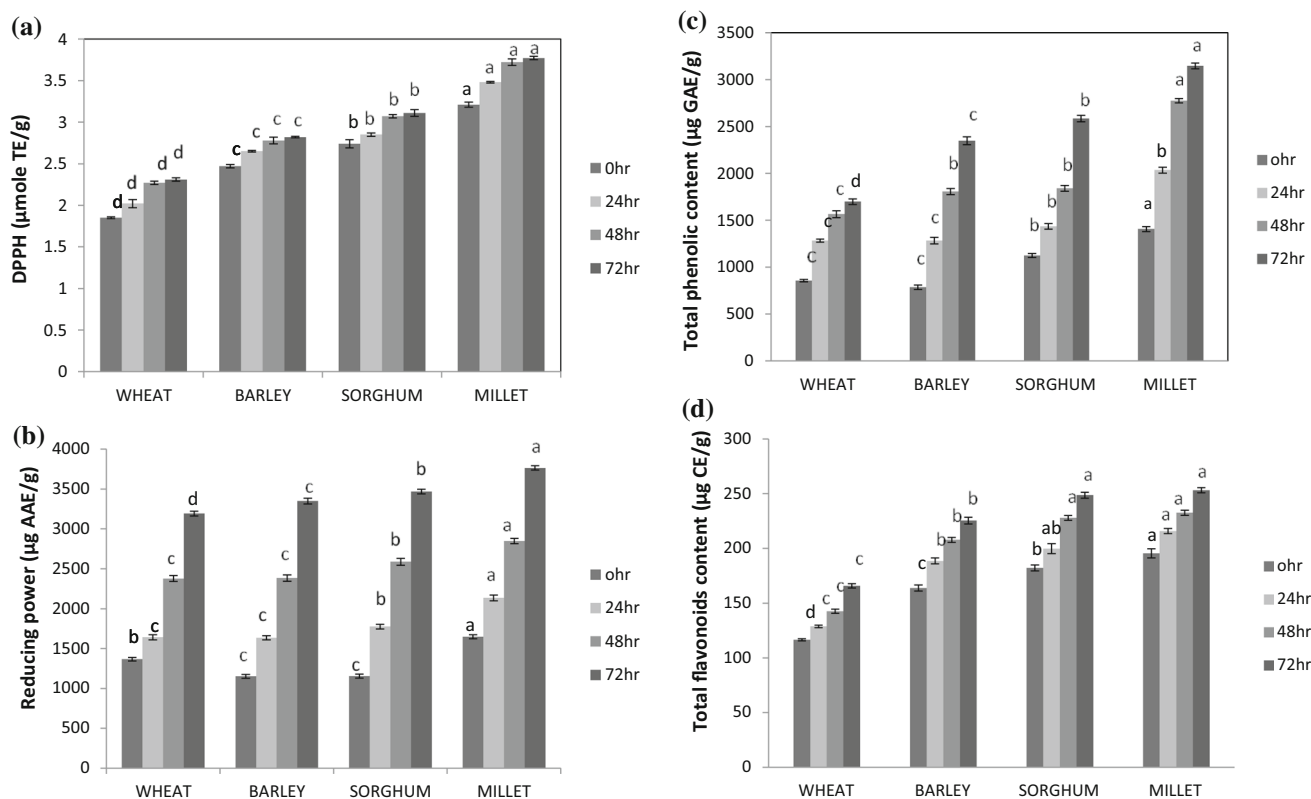 (a)
DPPH (µmole TE/g)
4
3.5
3
2.5
2
1.5
1
0.5
0
d
d
d
d
c
c
c
c
b
b
b
b
a
a
a
a
WHEAT
BARLEY
SORGHUM
MILLET
0hr
24hr
48hr
72hr
(b)
Reducing power (µg AAE/g)
4000
3500
3000
2500
2000
1500
1000
500
0
b
c
c
d
c
c
c
c
c
b
b
b
a
a
a
a
WHEAT
BARLEY
SORGHUM
MILLET
ohr
24hr
48hr
72hr
(c)
Total phenolic content (µg GAE/g)
3500
3000
2500
2000
1500
1000
500
0
c
c
c
d
c
c
b
c
b
b
b
b
a
b
a
a
WHEAT
BARLEY
SORGHUM
MILLET
ohr
24hr
48hr
72hr
(d)
Total flavonoids content (µg CE/g)
300
250
200
150
100
50
0
d
c
c
c
c
b
b
b
b
ab
a
a
a
a
a
a
WHEAT
BARLEY
SORGHUM
MILLET
ohr
24hr
48hr
72hr